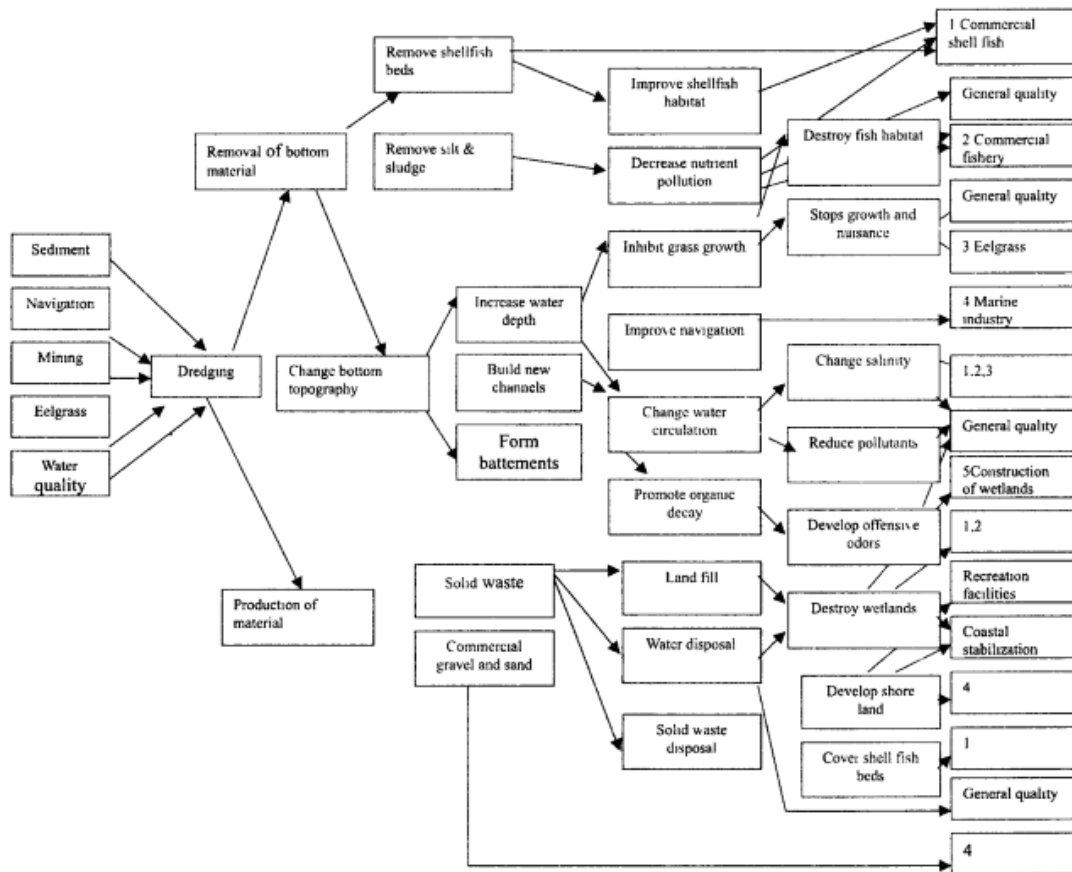 1 Commercial
shell fish
Remove shellfish
beds
Improve shellfish
habitat
General quality
Destroy fish habitat
2 Commercial
fishery
Removal of bottom
material
Remove silt &
sludge
Decrease nutrient
pollution
General quality
Stops growth and
nuisance
Sediment
Inhibit grass growth
3 Eelgrass
Navigation
Increase water
depth
Improve navigation
4 Marine
industry
Mining
Dredging
Change bottom
topography
Build new
channels
Change salinity
1,2,3
Eelgrass
Change water
circulation
General quality
Form
battements
Reduce pollutants
Water
quality
5Construction
of wetlands
Promote organic
decay
Develop offensive
odors
1,2
Solid waste
Land fill
Recreation
facilities
Production of
material
Destroy wetlands
Commercial
gravel and sand
Water disposal
Coastal
stabilization
Develop shore
land
4
Solid waste
disposal
Cover shell fish
beds
1
General quality
4